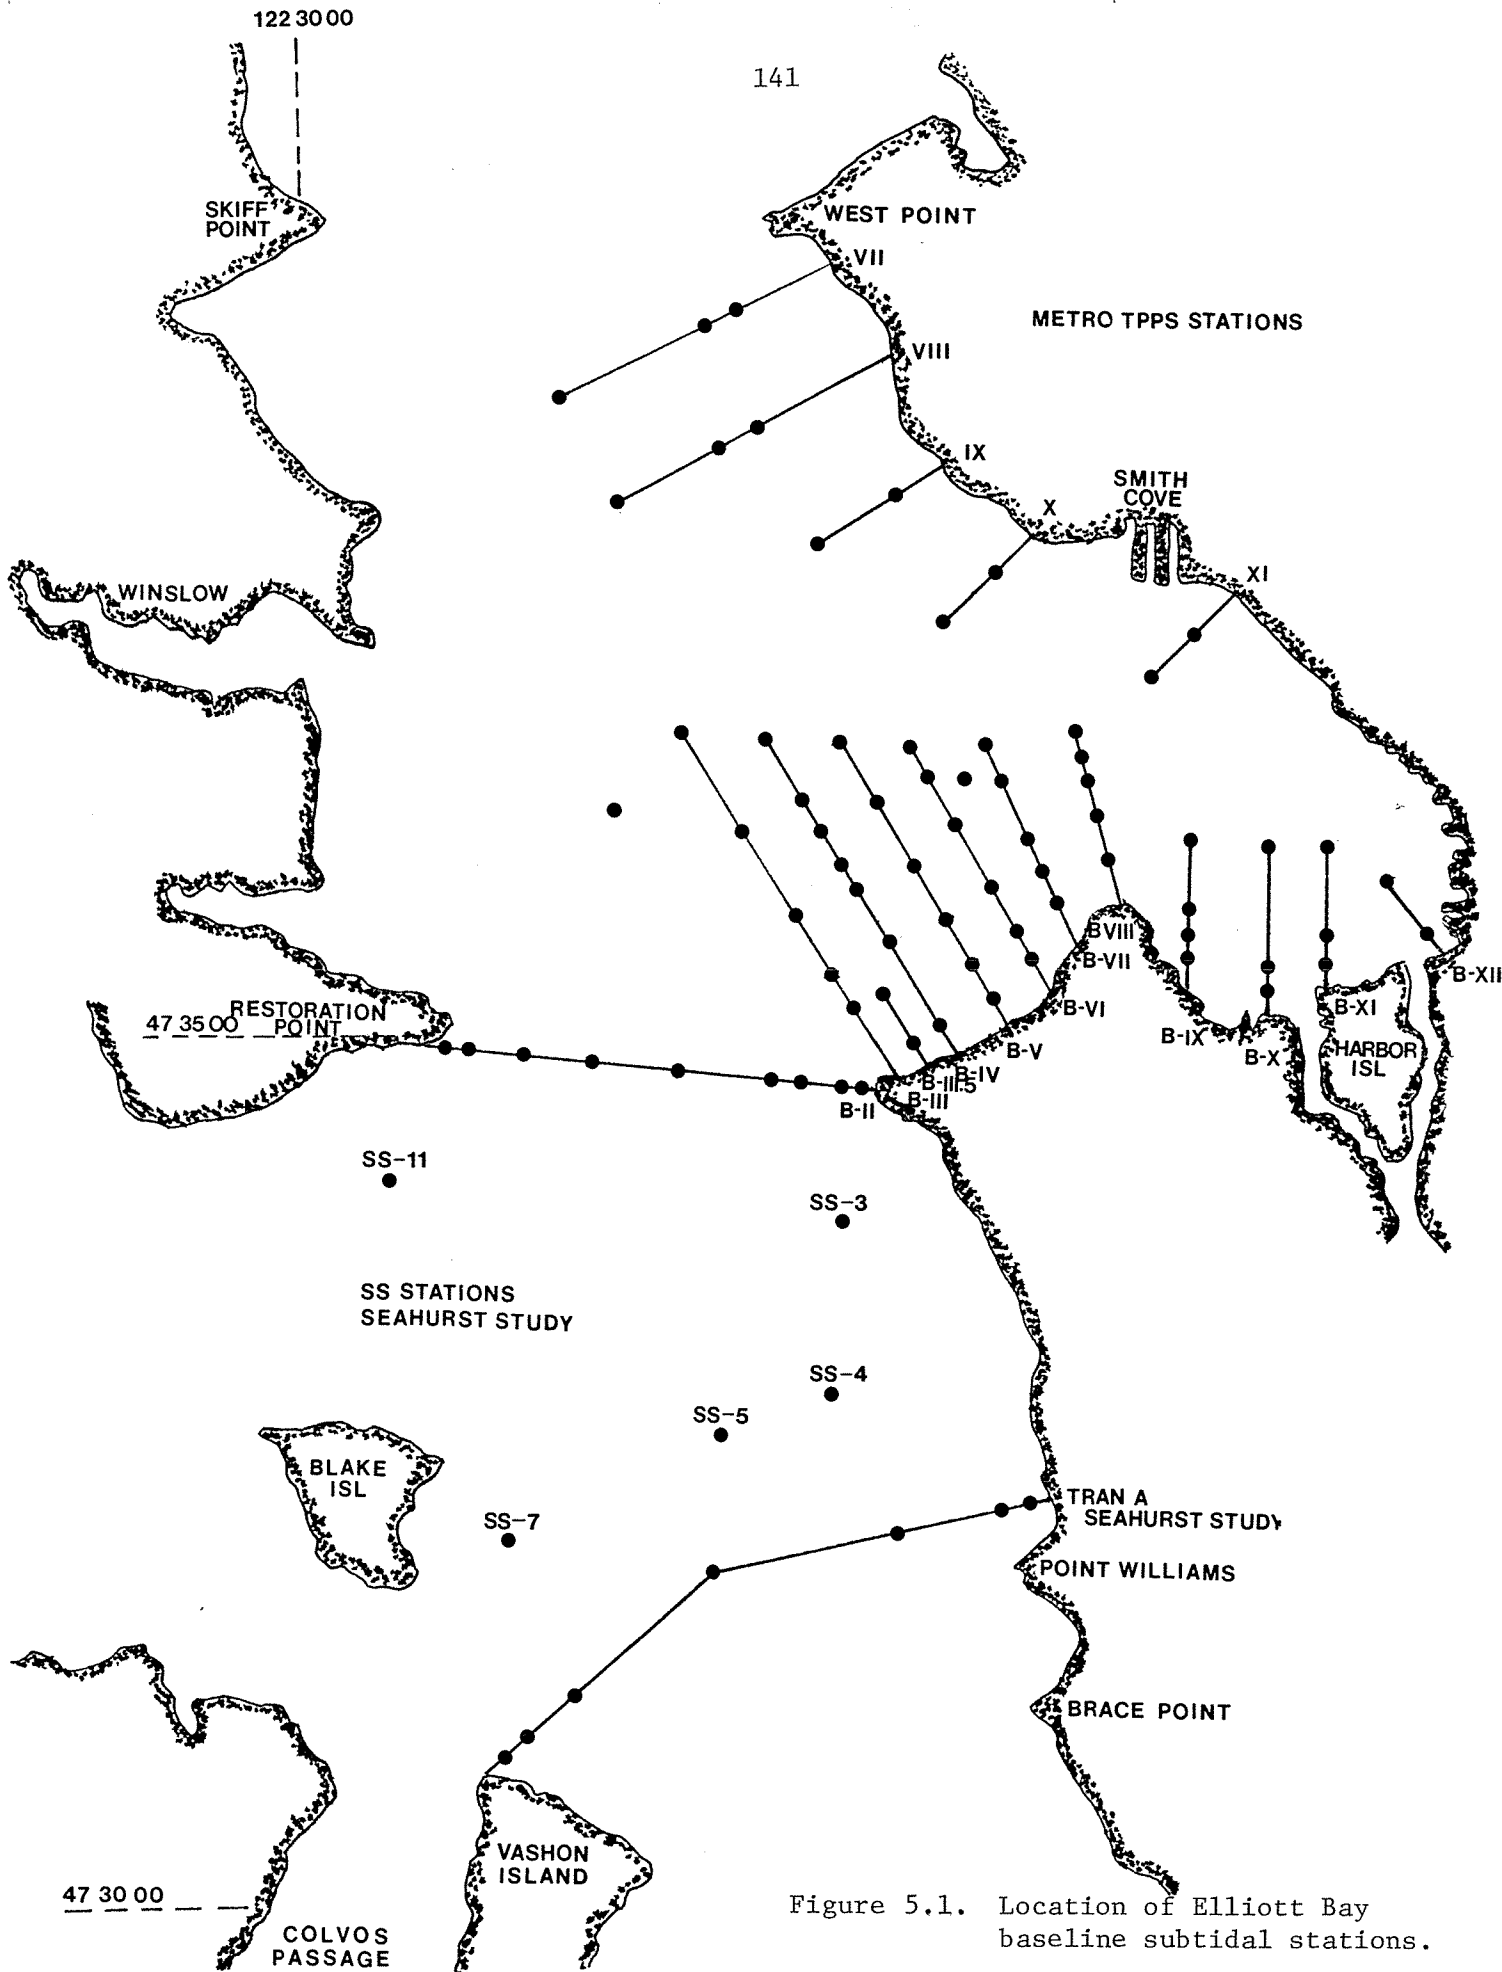 122 30 00
141
SKIFF
POINT
WEST POINT
VII
METRO TPPS STATIONS
VIII
IX
SMITH
COVE
X
XI
WINSLOW
BVIII
B-VII
B-XII
B-VI
B-XI
RESTORATION
POINT
47 35 00
B-IX
B-X
HARBOR
ISL
B-V
B-IV
B-III.5
B-III
B-II
SS-11
SS-3
SS STATIONS
SEAHURST STUDY
SS-4
SS-5
BLAKE
ISL
SS-7
TRAN A
SEAHURST STUDY
POINT WILLIAMS
BRACE POINT
VASHON
ISLAND
47 30 00
COLVOS
PASSAGE
Figure 5.1. Location of Elliott Bay
baseline subtidal stations.